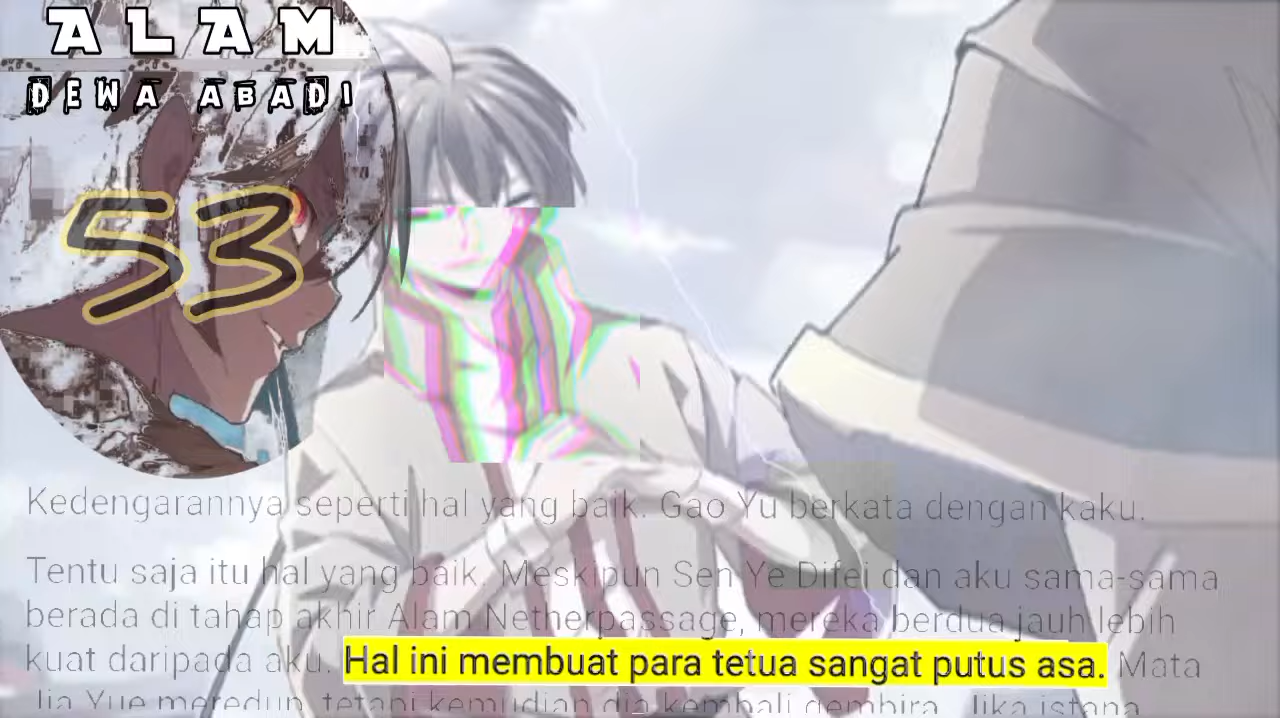 ALAM
DEWA ABADI
53
Kedengarannya seperti hal yang baik. Gao Yu berkata dengan kaku.
Tentu saja itu hal yang baik. Meskipun Sen Ye Difei dan aku sama-sama
berada di tahap akhir Alam Netherpassage, mereka berdua jauh lebih
kuat daripada aku. Hal ini membuat para tetua sangat putus asa. Mata
Jia Yue meredup, tetapi kemudian dia kembali gembira. Jika istana